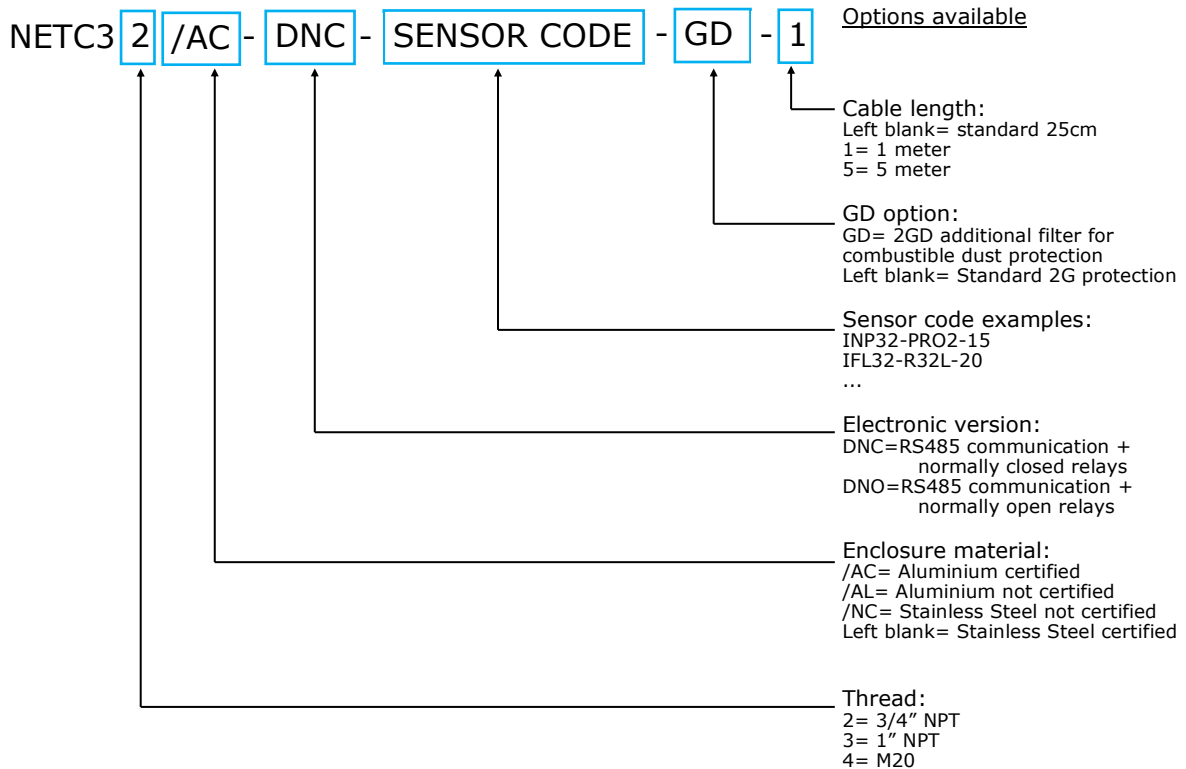 NETC3 2 /AC - DNC - SENSOR CODE - GD - 1
Options available
Cable length:
Left blank= standard 25cm
1= 1 meter
5= 5 meter
GD option:
GD= 2GD additional filter for
combustible dust protection
Left blank= Standard 2G protection
Sensor code examples:
INP32-PRO2-15
IFL32-R32L-20
...
Electronic version:
DNC=RS485 communication +
normally closed relays
DNO=RS485 communication +
normally open relays
Enclosure material:
/AC= Aluminium certified
/AL= Aluminium not certified
/NC= Stainless Steel not certified
Left blank= Stainless Steel certified
Thread:
2= 3/4″ NPT
3= 1″ NPT
4= M20